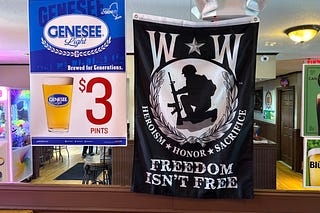 GENESEE
GENESEE
Light
Brewed for Generations.
GENESEE
$3
PINTS
W W
HEROISM ★ HONOR ★ SACRIFICE
FREEDOM
ISN'T FREE